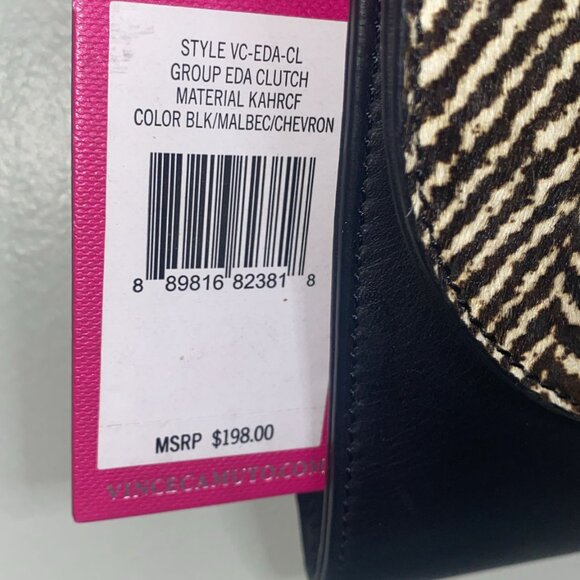 STYLE VC-EDA-CL
GROUP EDA CLUTCH
MATERIAL KAHRCF
COLOR BLK/MALBEC/CHEVRON
8 89816 82381 8
MSRP $198.00
VINCECAMUTO.COM